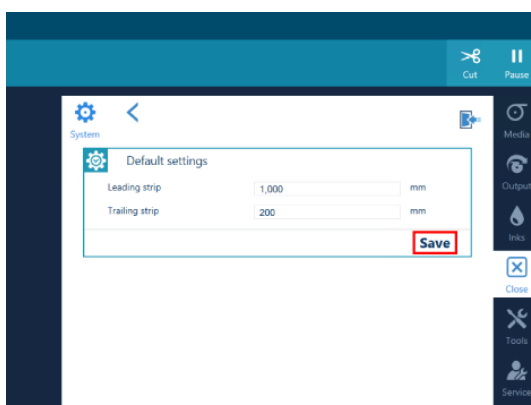 Cut
Pause
System
Media
Default settings
Leading strip 1,000 mm
Trailing strip 200 mm
Save
Output
Inks
Close
Tools
Service